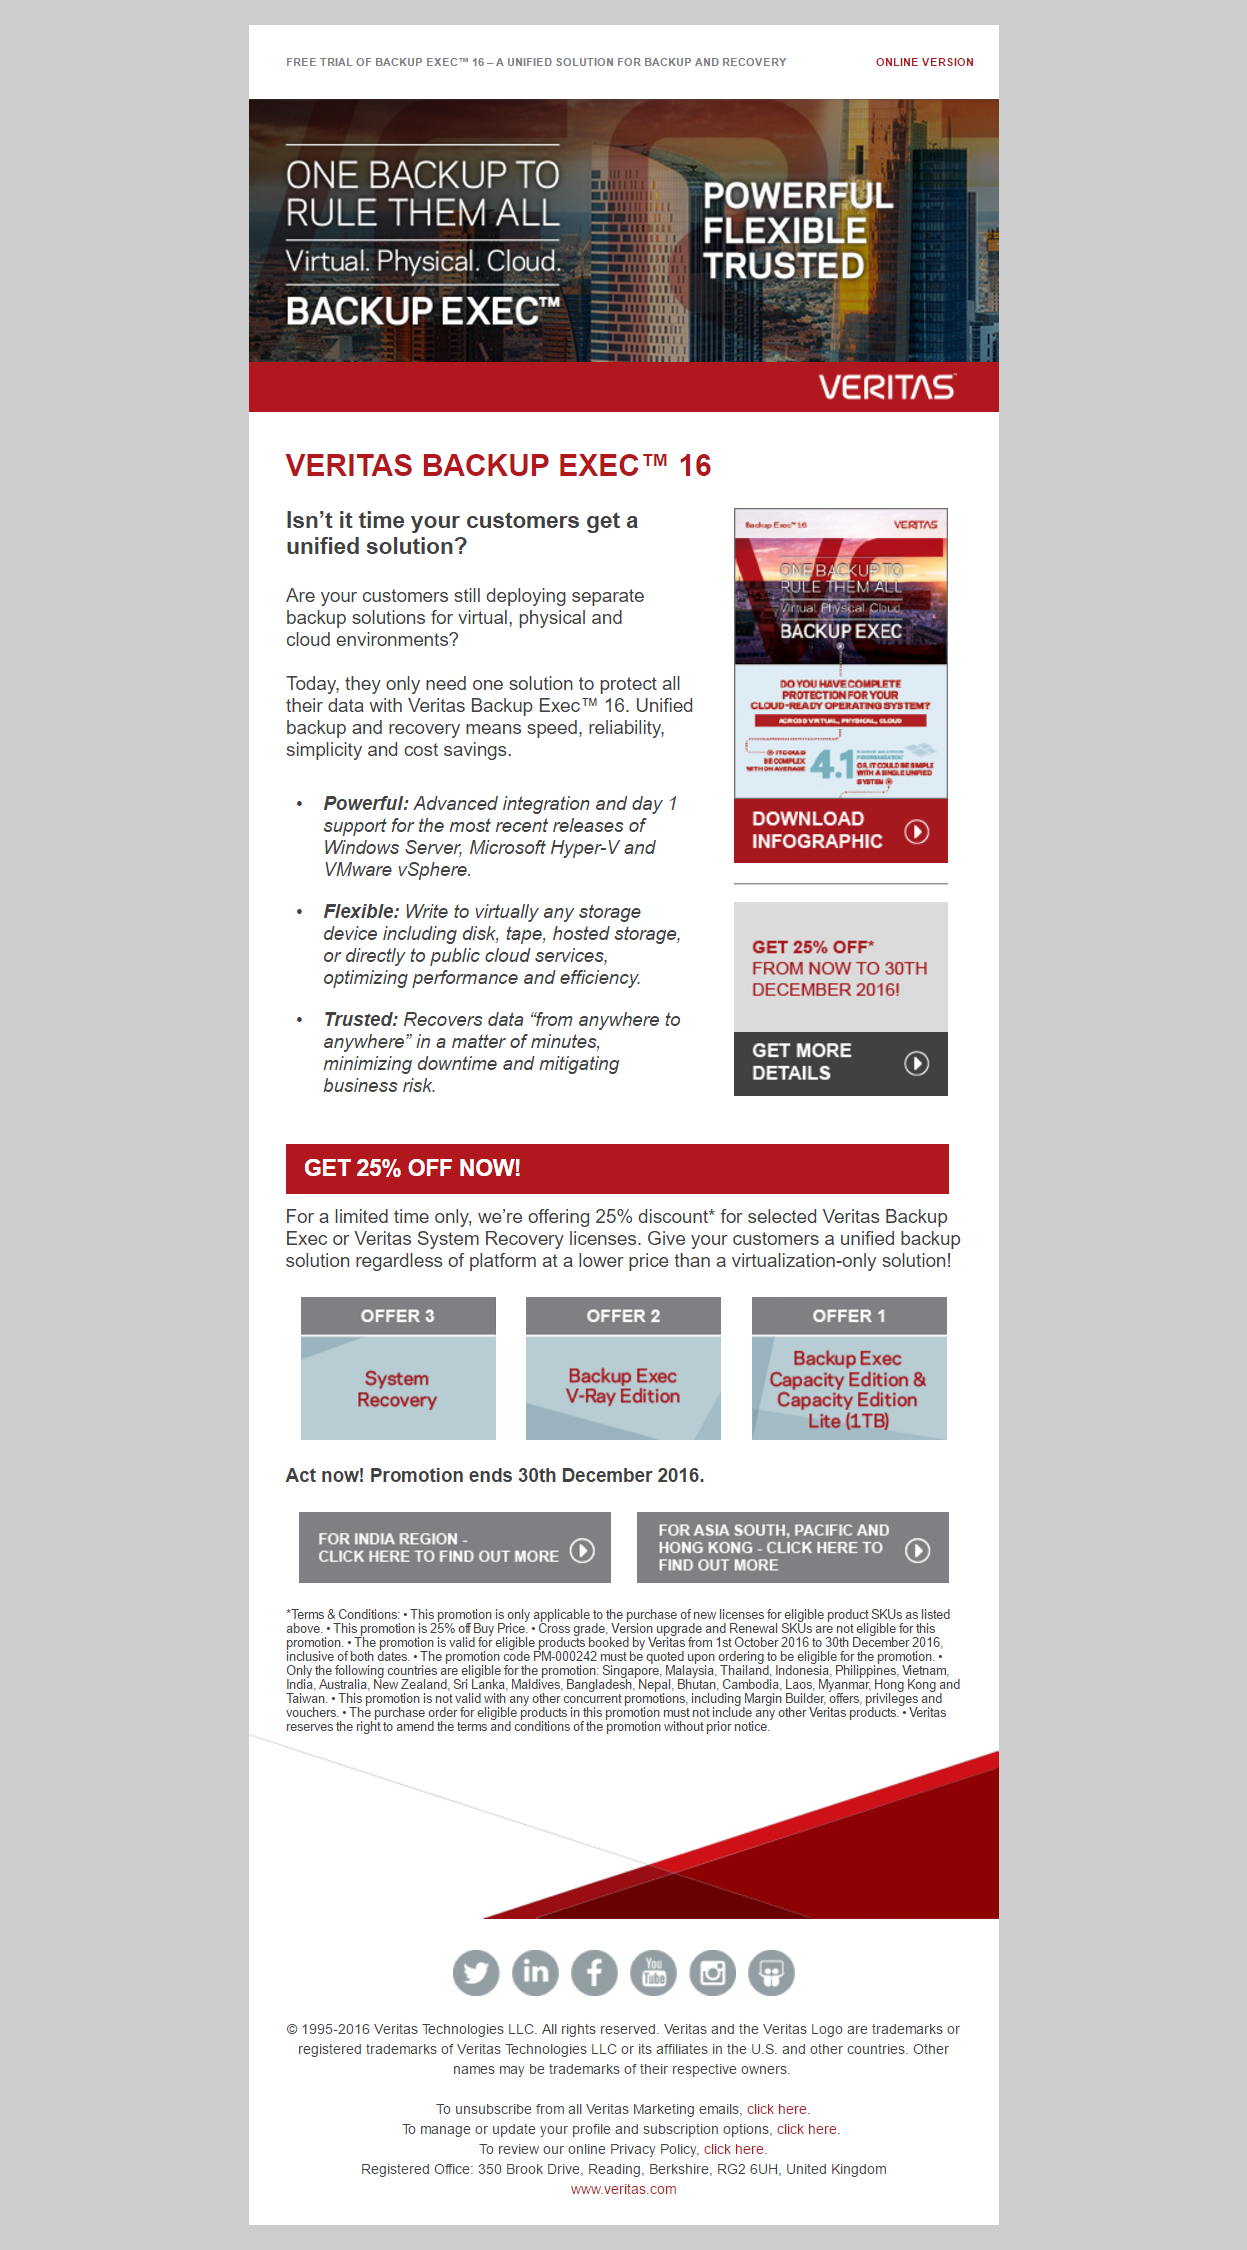 FREE TRIAL OF BACKUP EXEC™ 16 – A UNIFIED SOLUTION FOR BACKUP AND RECOVERY
ONLINE VERSION
ONE BACKUP TO
RULE THEM ALL
Virtual. Physical. Cloud.
BACKUP EXEC™
POWERFUL
FLEXIBLE
TRUSTED
VERITAS™
VERITAS BACKUP EXEC™ 16
Isn’t it time your customers get a
unified solution?
Are your customers still deploying separate
backup solutions for virtual, physical and
cloud environments?
Today, they only need one solution to protect all
their data with Veritas Backup Exec™ 16. Unified
backup and recovery means speed, reliability,
simplicity and cost savings.
• Powerful: Advanced integration and day 1
support for the most recent releases of
Windows Server, Microsoft Hyper-V and
VMware vSphere.
• Flexible: Write to virtually any storage
device including disk, tape, hosted storage,
or directly to public cloud services,
optimizing performance and efficiency.
• Trusted: Recovers data “from anywhere to
anywhere” in a matter of minutes,
minimizing downtime and mitigating
business risk.
Backup Exec™ 16
VERITAS
ONE BACKUP TO
RULE THEM ALL
Virtual. Physical. Cloud.
BACKUP EXEC
DO YOU HAVE COMPLETE
PROTECTION FOR YOUR
CLOUD-READY OPERATING SYSTEM?
ACROSS VIRTUAL, PHYSICAL, CLOUD
IT COULD
BE COMPLEX
WITH ON AVERAGE
4.1
OR, IT COULD BE SIMPLE
WITH A SINGLE UNIFIED
SYSTEM
DOWNLOAD
INFOGRAPHIC
GET 25% OFF*
FROM NOW TO 30TH
DECEMBER 2016!
GET MORE
DETAILS
GET 25% OFF NOW!
For a limited time only, we’re offering 25% discount* for selected Veritas Backup
Exec or Veritas System Recovery licenses. Give your customers a unified backup
solution regardless of platform at a lower price than a virtualization-only solution!
OFFER 3
System
Recovery
OFFER 2
Backup Exec
V-Ray Edition
OFFER 1
Backup Exec
Capacity Edition &
Capacity Edition
Lite (1TB)
Act now! Promotion ends 30th December 2016.
FOR INDIA REGION -
CLICK HERE TO FIND OUT MORE
FOR ASIA SOUTH, PACIFIC AND
HONG KONG - CLICK HERE TO
FIND OUT MORE
*Terms & Conditions: • This promotion is only applicable to the purchase of new licenses for eligible product SKUs as listed
above. • This promotion is 25% off Buy Price. • Cross grade, Version upgrade and Renewal SKUs are not eligible for this
promotion. • The promotion is valid for eligible products booked by Veritas from 1st October 2016 to 30th December 2016,
inclusive of both dates. • The promotion code PM-000242 must be quoted upon ordering to be eligible for the promotion. •
Only the following countries are eligible for the promotion: Singapore, Malaysia, Thailand, Indonesia, Philippines, Vietnam,
India, Australia, New Zealand, Sri Lanka, Maldives, Bangladesh, Nepal, Bhutan, Cambodia, Laos, Myanmar, Hong Kong and
Taiwan. • This promotion is not valid with any other concurrent promotions, including Margin Builder, offers, privileges and
vouchers. • The purchase order for eligible products in this promotion must not include any other Veritas products. • Veritas
reserves the right to amend the terms and conditions of the promotion without prior notice.
in
f
You
Tube
© 1995-2016 Veritas Technologies LLC. All rights reserved. Veritas and the Veritas Logo are trademarks or
registered trademarks of Veritas Technologies LLC or its affiliates in the U.S. and other countries. Other
names may be trademarks of their respective owners.
To unsubscribe from all Veritas Marketing emails, click here.
To manage or update your profile and subscription options, click here.
To review our online Privacy Policy, click here.
Registered Office: 350 Brook Drive, Reading, Berkshire, RG2 6UH, United Kingdom
www.veritas.com